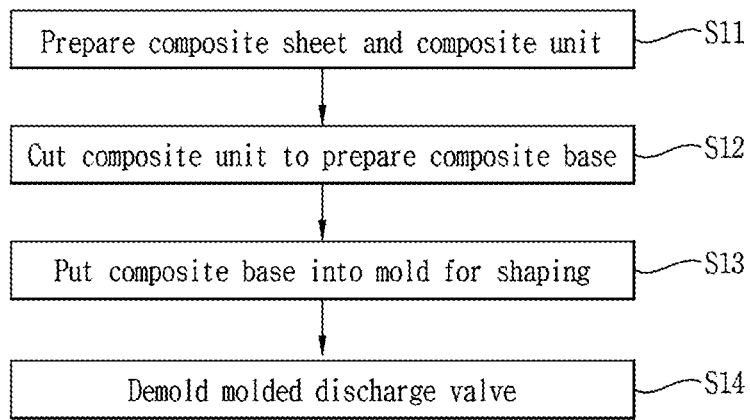 Prepare composite sheet and composite unit
S11
Cut composite unit to prepare composite base
S12
Put composite base into mold for shaping
S13
Demold molded discharge valve
S14